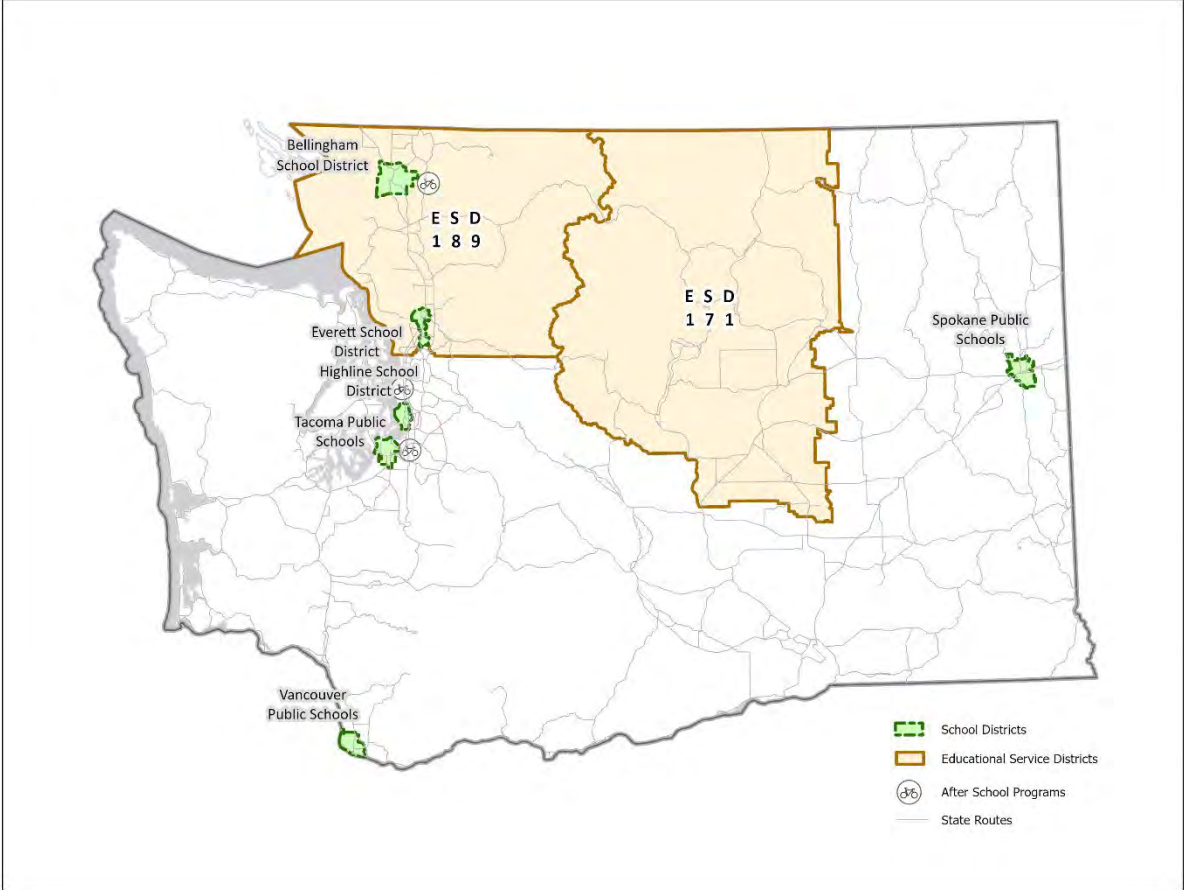 Bellingham
School District
E S D
1 8 9
E S D
1 7 1
Everett School
District
Highline School
District
Tacoma Public
Schools
Spokane Public
Schools
Vancouver
Public Schools
School Districts
Educational Service Districts
After School Programs
State Routes